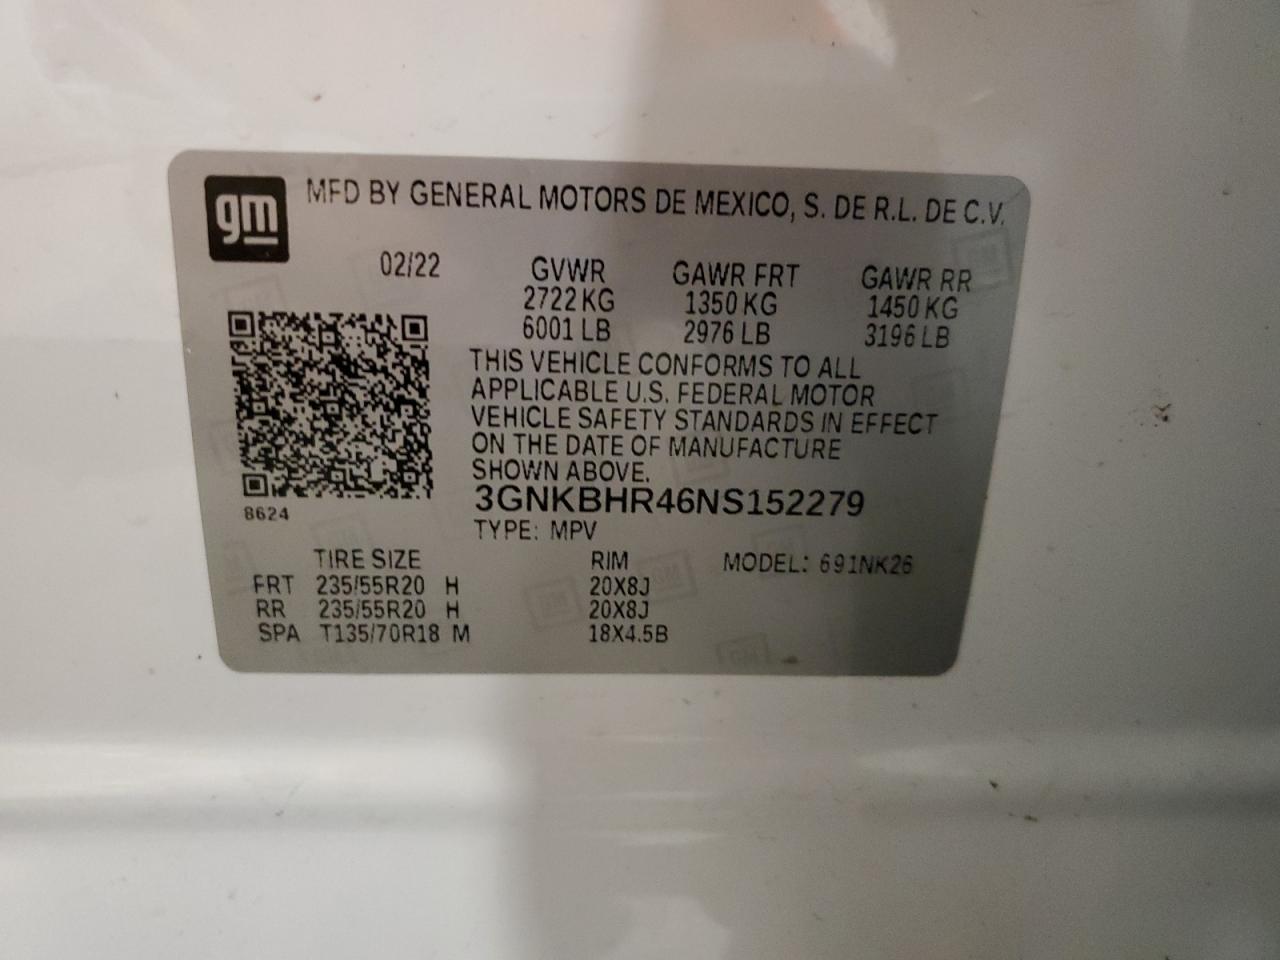 gm
MFD BY GENERAL MOTORS DE MEXICO, S. DE R.L. DE C.V.
02/22 GVWR GAWR FRT GAWR RR
2722 KG 1350 KG 1450 KG
6001 LB 2976 LB 3196 LB
THIS VEHICLE CONFORMS TO ALL
APPLICABLE U.S. FEDERAL MOTOR
VEHICLE SAFETY STANDARDS IN EFFECT
ON THE DATE OF MANUFACTURE
SHOWN ABOVE.
3GNKBHR46NS152279
8624
TYPE: MPV
TIRE SIZE RIM MODEL: 691NK26
FRT 235/55R20 H 20X8J
RR 235/55R20 H 20X8J
SPA T135/70R18 M 18X4.5B